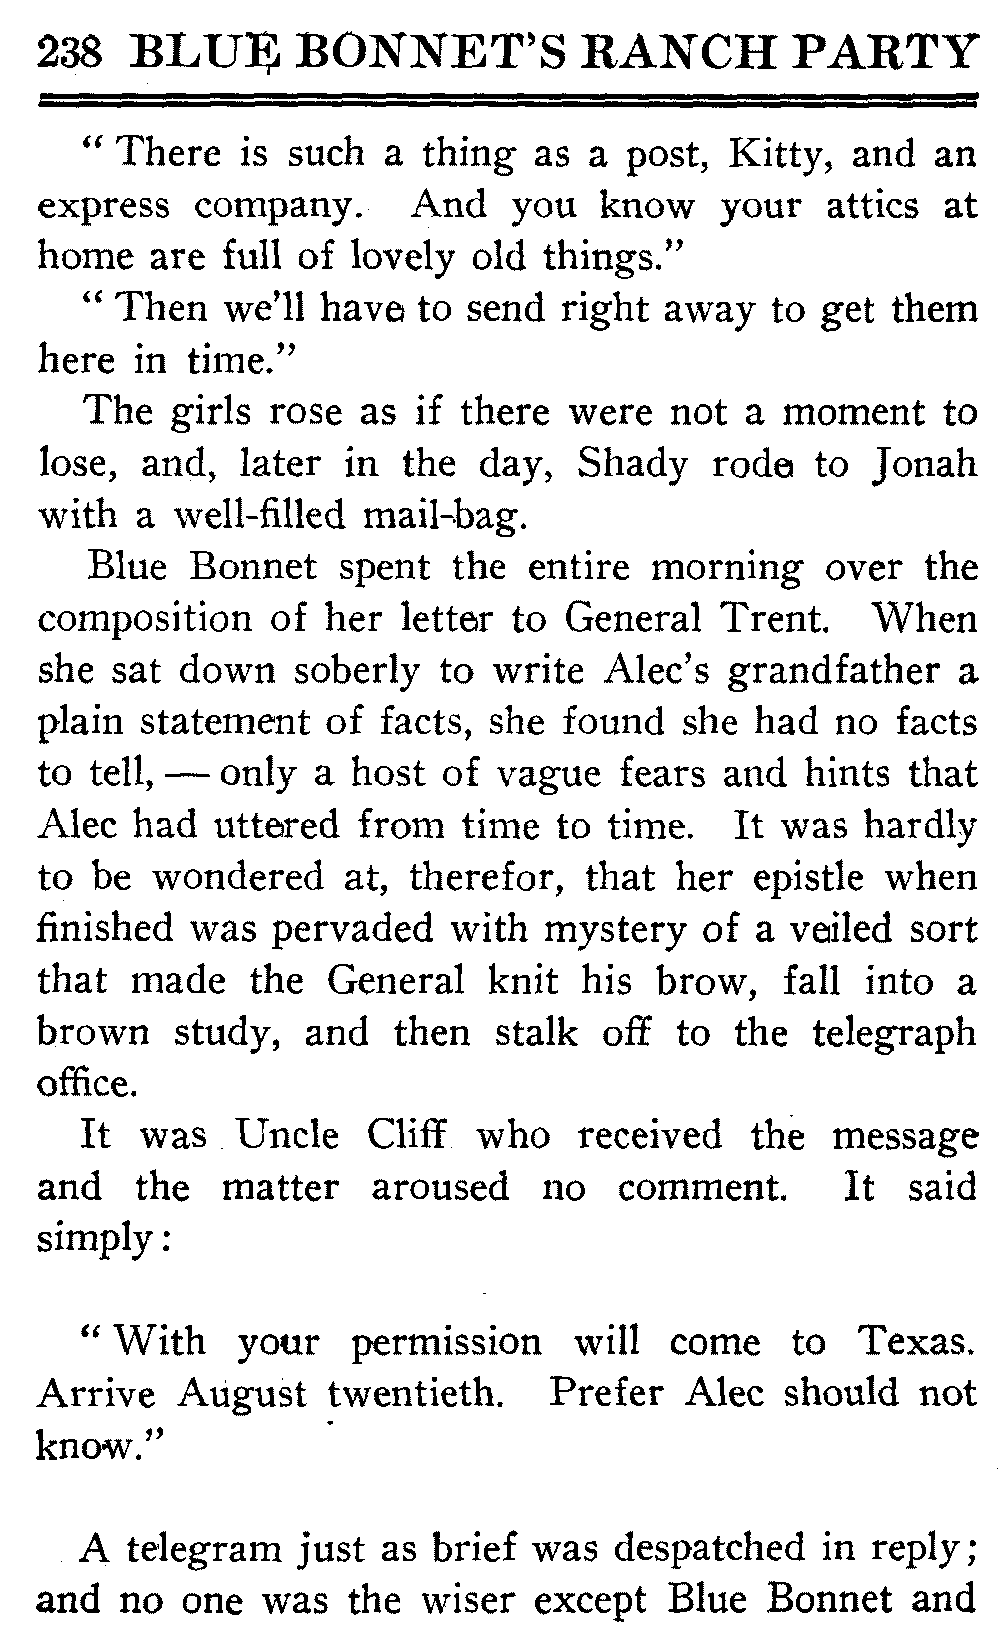 238 BLUE BONNET'S RANCH PARTY
" There is such a thing as a post, Kitty, and an
express company. And you know your attics at
home are full of lovely old things."
" Then we'll have to send right away to get them
here in time."
The girls rose as if there were not a moment to
lose, and, later in the day, Shady rode to Jonah
with a well-filled mail-bag.
Blue Bonnet spent the entire morning over the
composition of her letter to General Trent. When
she sat down soberly to write Alec's grandfather a
plain statement of facts, she found she had no facts
to tell, — only a host of vague fears and hints that
Alec had uttered from time to time. It was hardly
to be wondered at, therefor, that her epistle when
finished was pervaded with mystery of a veiled sort
that made the General knit his brow, fall into a
brown study, and then stalk off to the telegraph
office.
It was Uncle Cliff who received the message
and the matter aroused no comment. It said
simply:
" With your permission will come to Texas.
Arrive August twentieth. Prefer Alec should not
know."
A telegram just as brief was despatched in reply;
and no one was the wiser except Blue Bonnet and